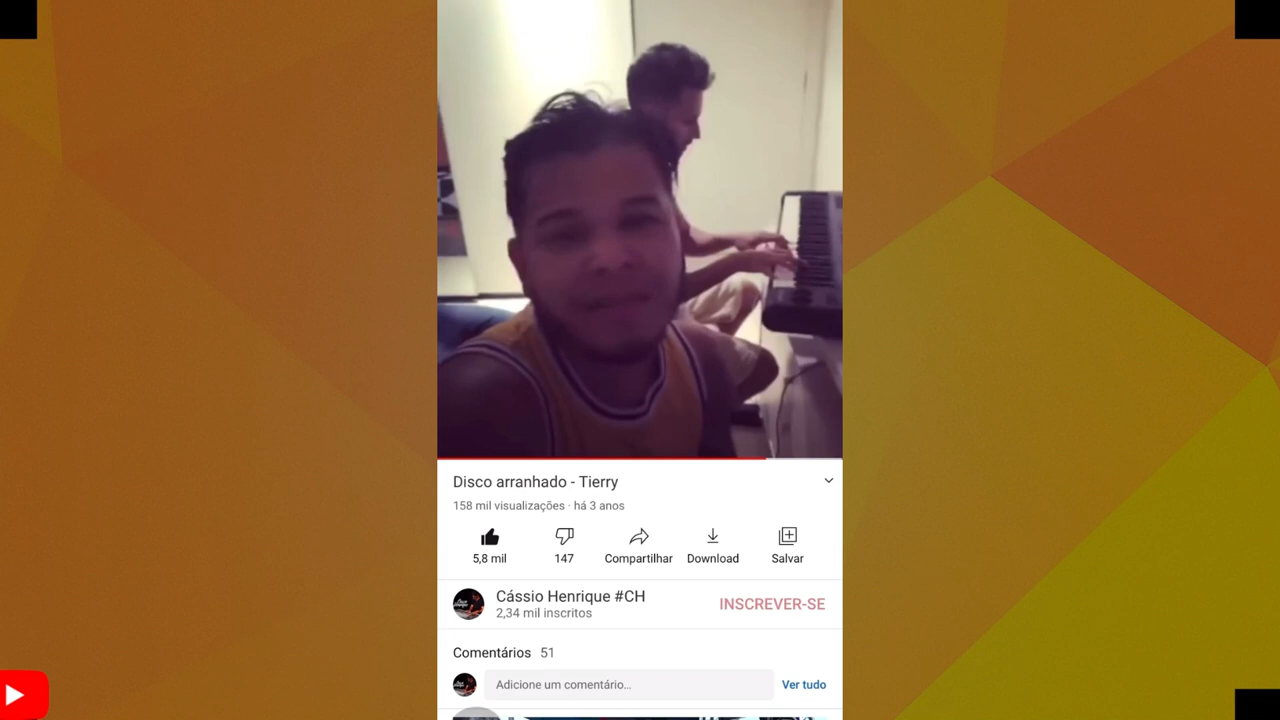 Disco arranhado - Tierry
158 mil visualizações · há 3 anos
5,8 mil
147
Compartilhar
Download
Salvar
Cássio Henrique #CH
INSCREVER-SE
2,34 mil inscritos
Comentários 51
Adicione um comentário...
Ver tudo